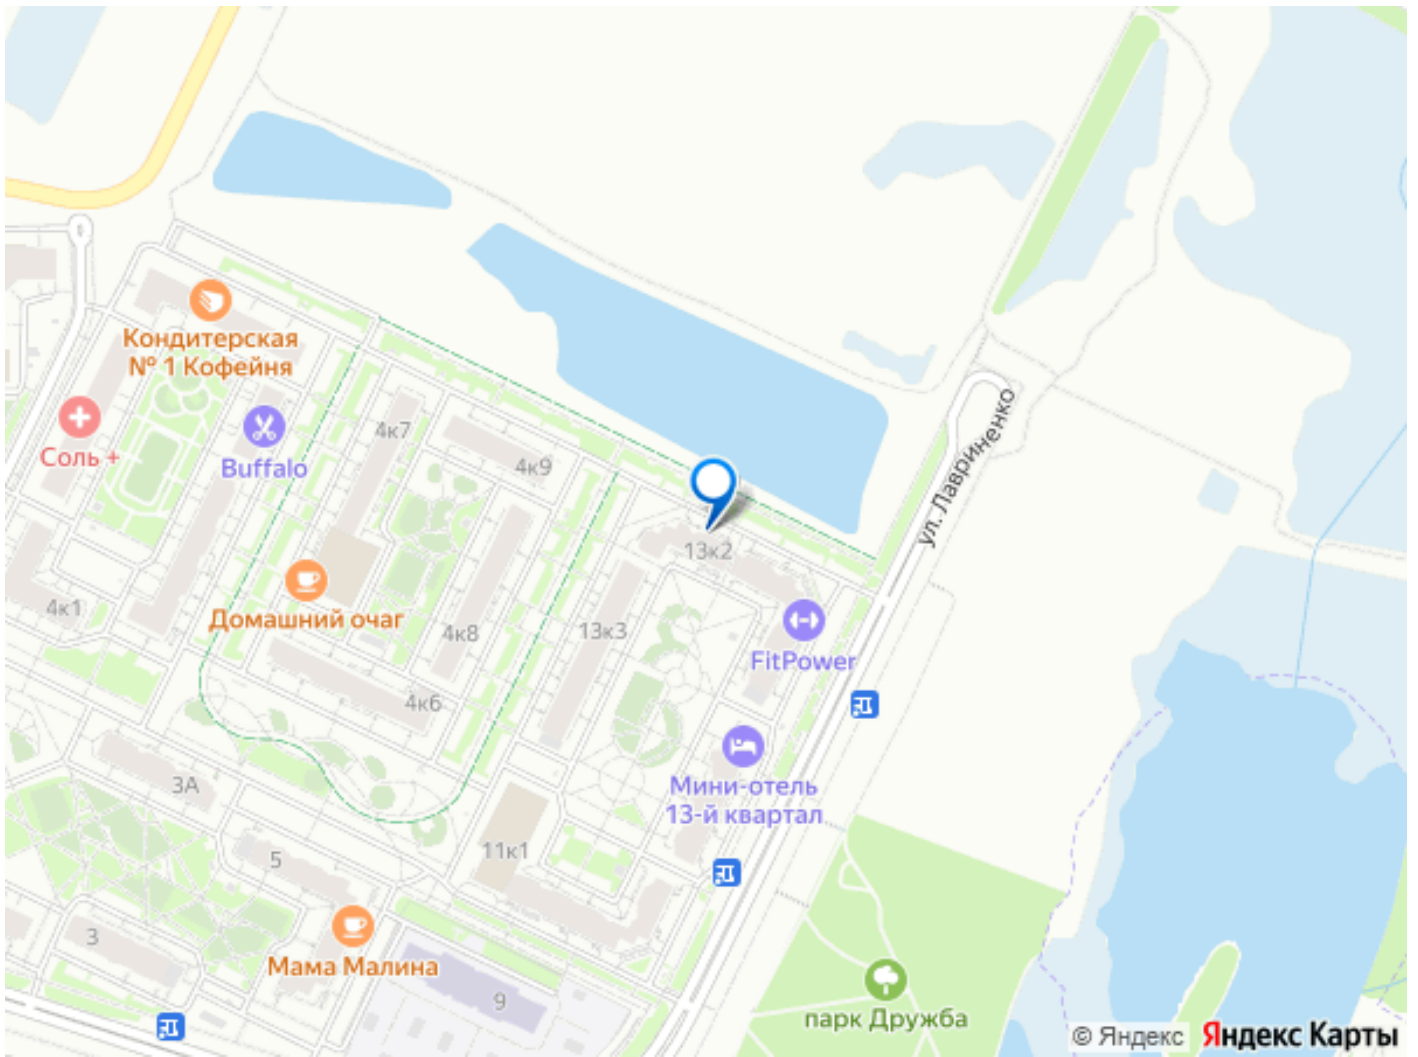 Кондитерская
№ 1 Кофейня
4к7
ул. Лавриненко
Соль +
Buffalo
4к9
13к2
4к1
Домашний очаг
4к8
13к3
FitPower
4к6
3А
Мини-отель
13-й квартал
5
11к1
3
Мама Малина
9
парк Дружба
© Яндекс Яндекс Карты